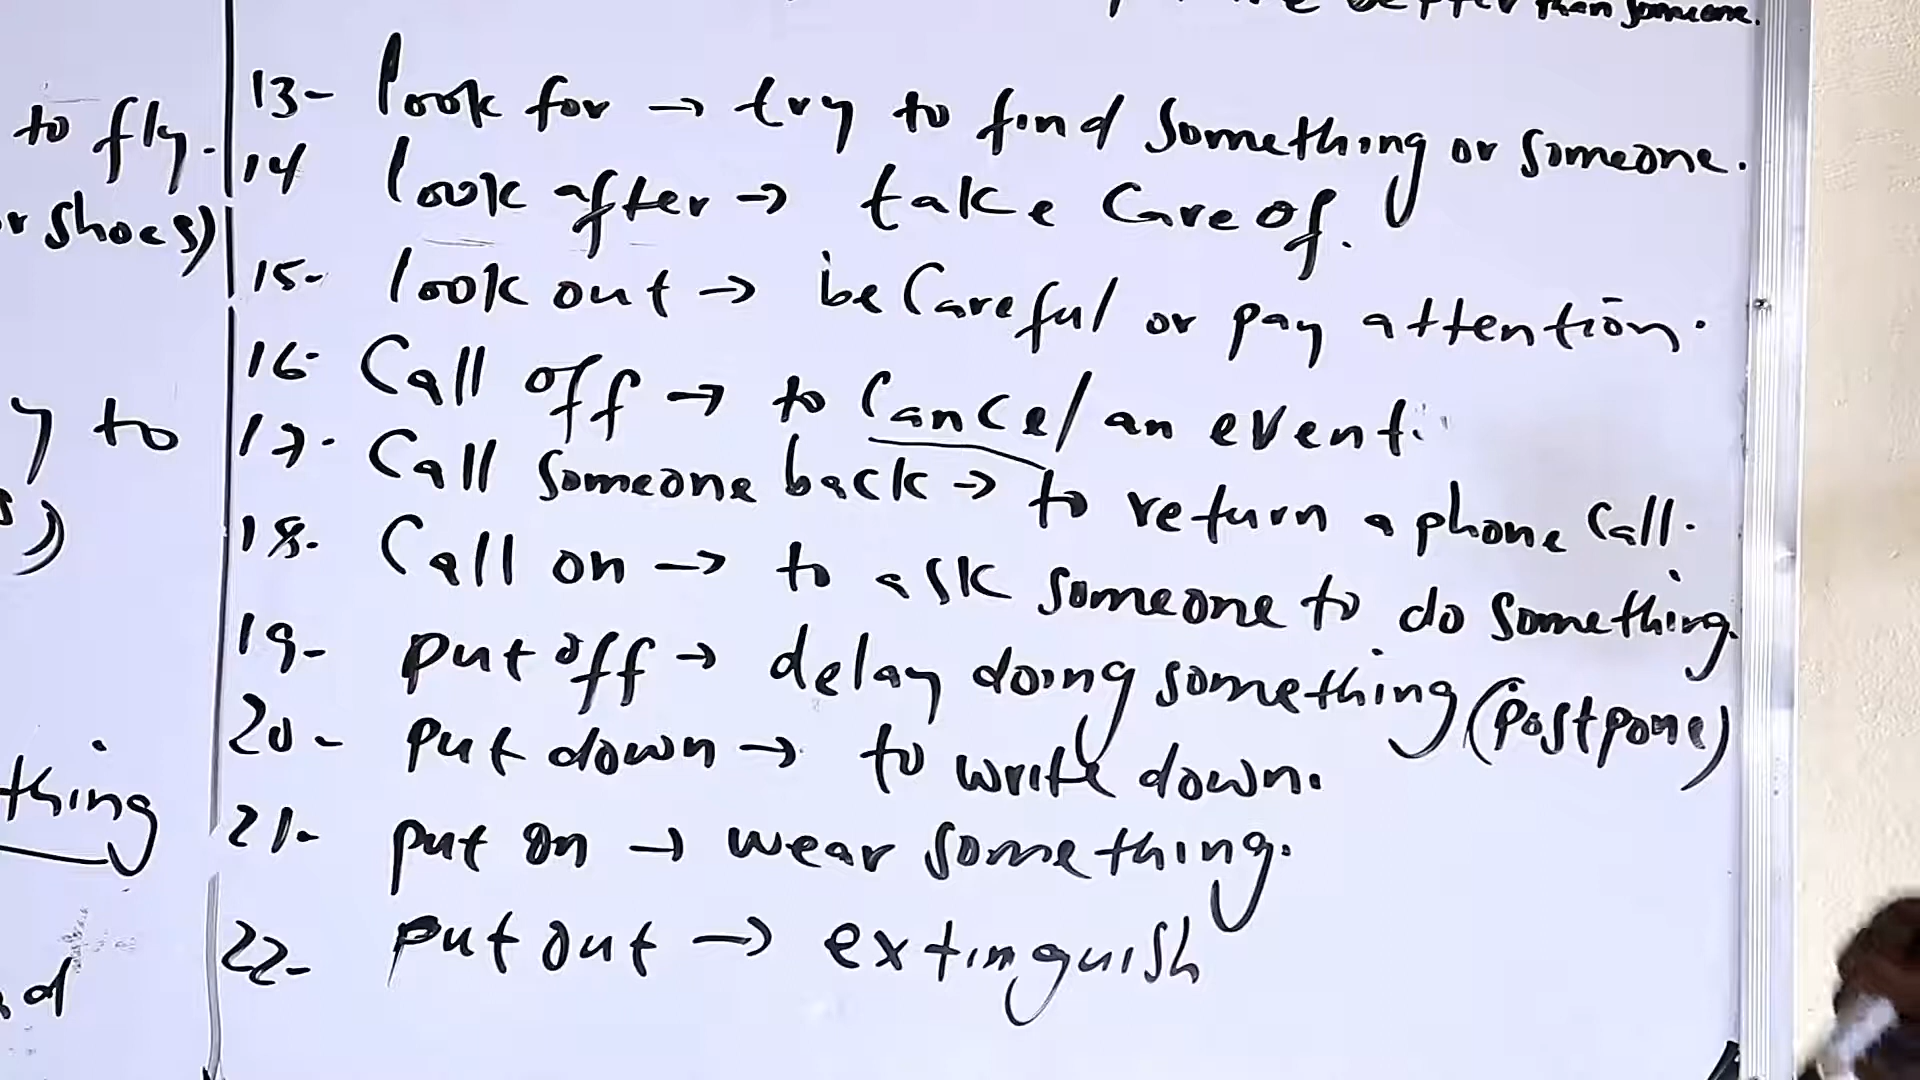 better than someone.
to fly.
r shoes)
y to
s)
thing
d
13- look for → try to find something or someone.
14 look after → take care of.
15- look out → be careful or pay attention.
16- Call off → to cancel an event.
17- Call someone back → to return a phone call.
18- Call on → to ask someone to do something.
19- put off → delay doing something (postpone)
20- put down → to write down.
21- put on → wear something.
22- put out → extinguish